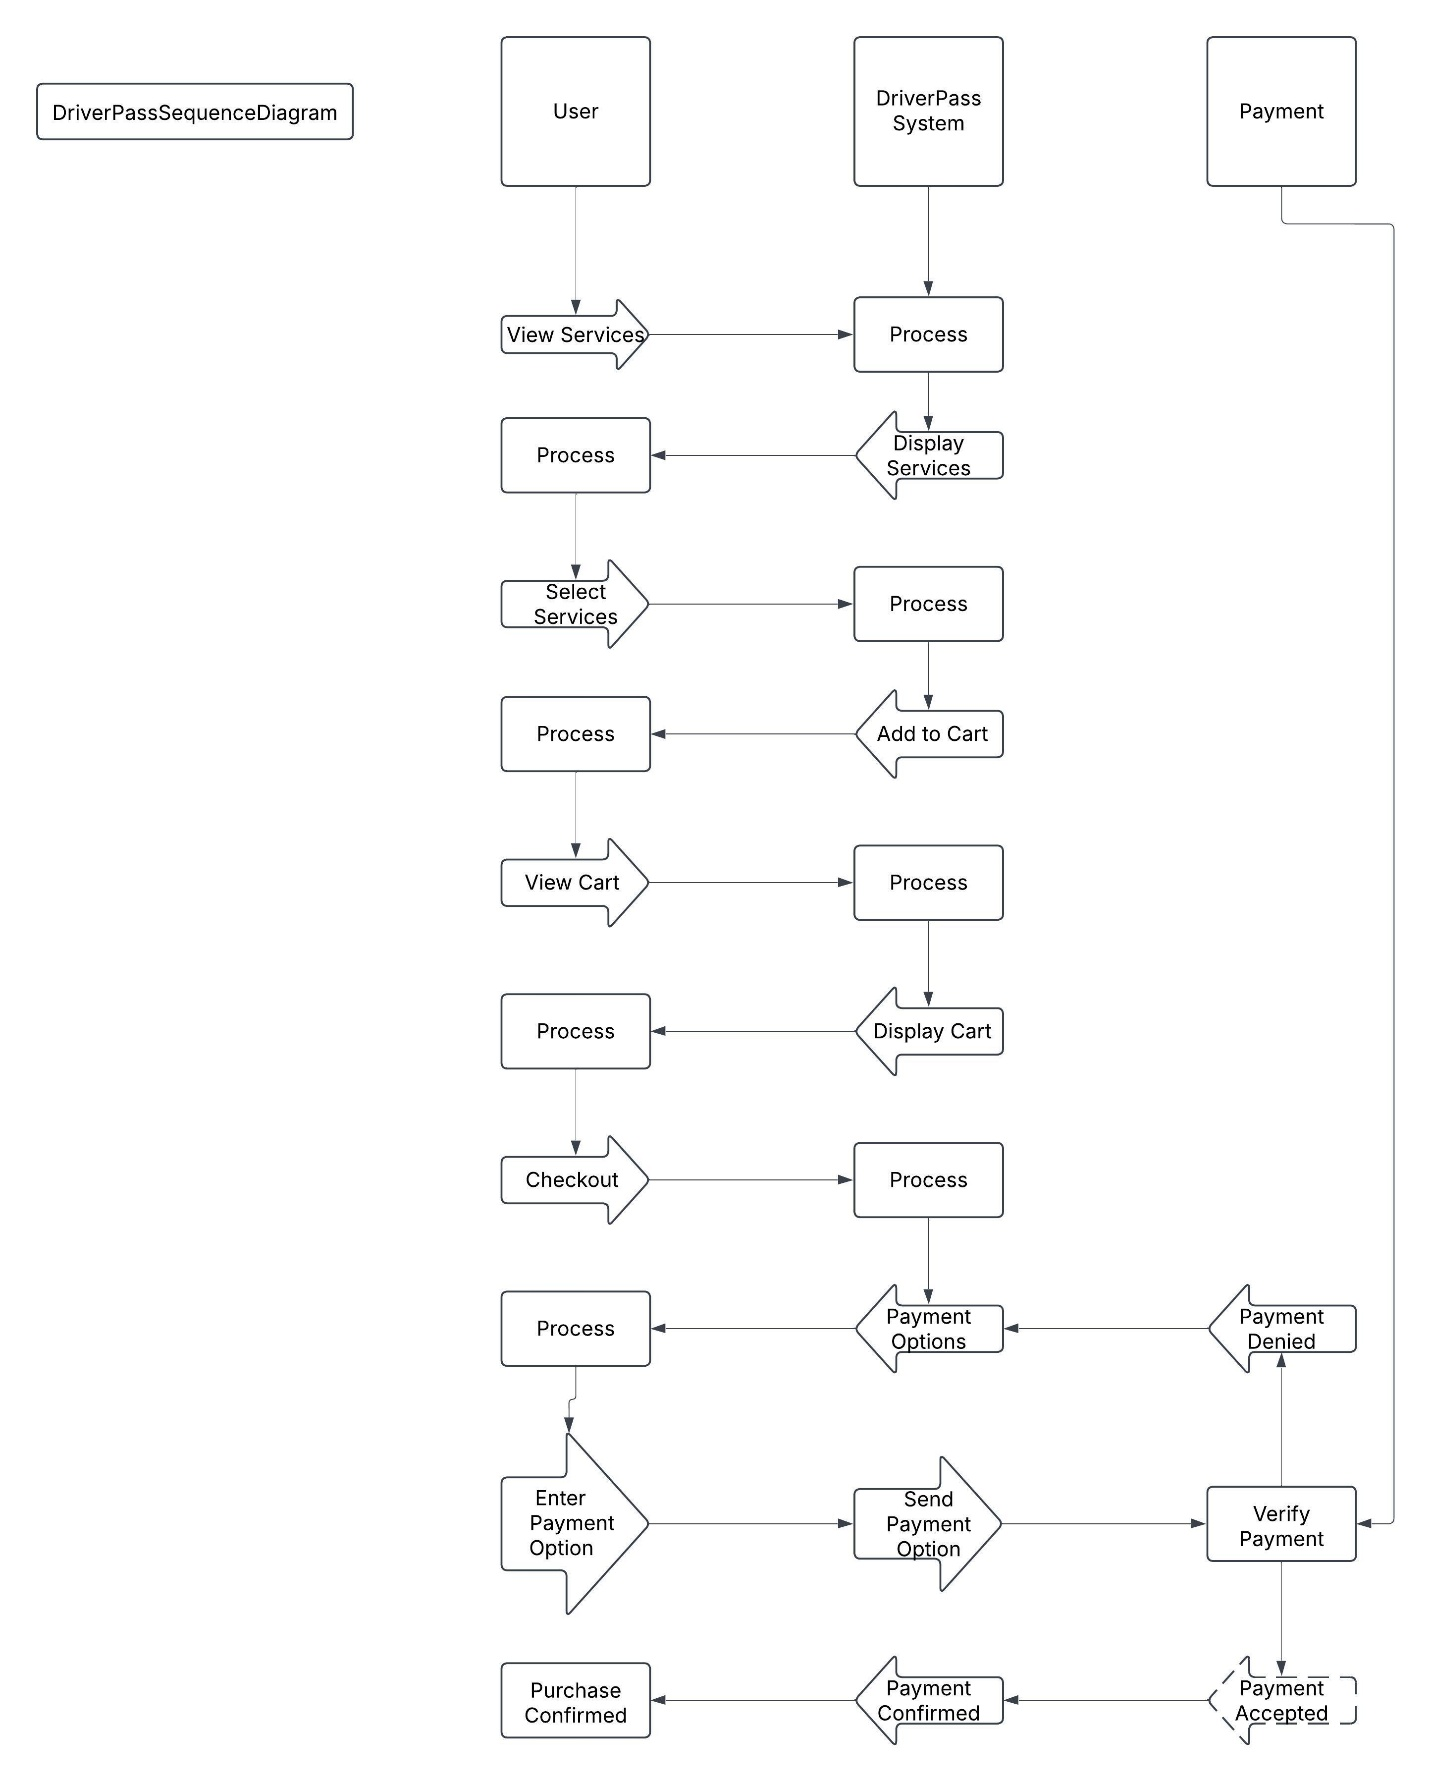 DriverPassSequenceDiagram
User
DriverPass
System
Payment
View Services
Process
Process
Display
Services
Select
Services
Process
Process
Add to Cart
View Cart
Process
Process
Display Cart
Checkout
Process
Process
Payment
Options
Payment
Denied
Enter
Payment
Option
Send
Payment
Option
Verify
Payment
Purchase
Confirmed
Payment
Confirmed
Payment
Accepted